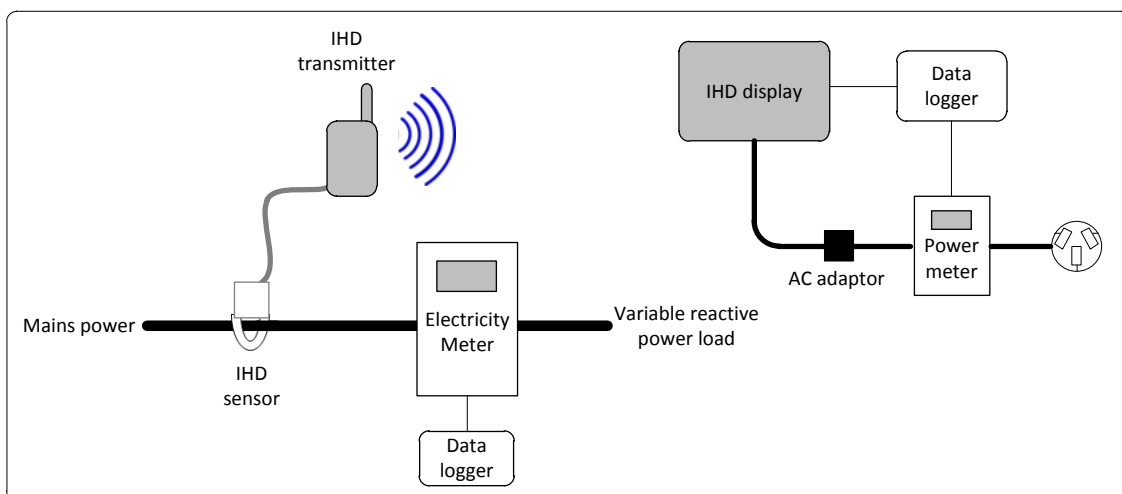 IHD
transmitter
IHD display
Data
logger
Power
meter
AC adaptor
Mains power
Electricity
Meter
Variable reactive
power load
IHD
sensor
Data
logger